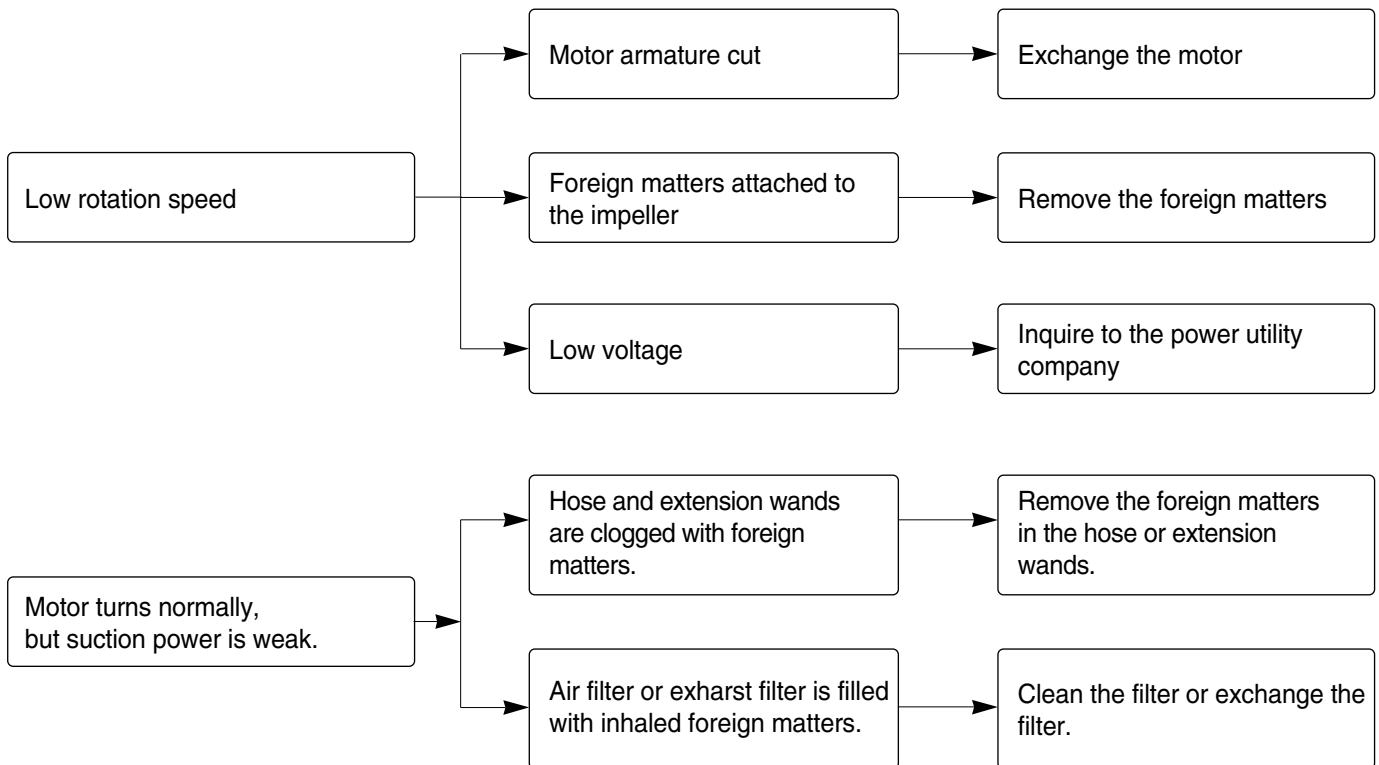 Motor armature cut
Exchange the motor
Low rotation speed
Foreign matters attached to
the impeller
Remove the foreign matters
Low voltage
Inquire to the power utility
company
Hose and extension wands
are clogged with foreign
matters.
Remove the foreign matters
in the hose or extension
wands.
Motor turns normally,
but suction power is weak.
Air filter or exharst filter is filled
with inhaled foreign matters.
Clean the filter or exchange the
filter.